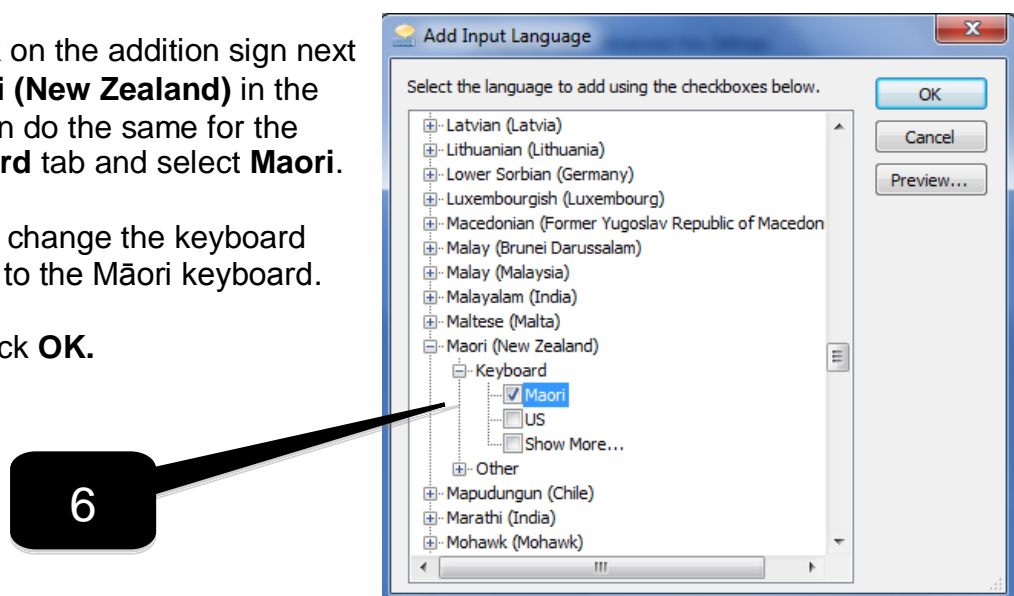 on the addition sign next
i (New Zealand) in the
n do the same for the
rd tab and select Maori.
change the keyboard
to the Māori keyboard.
ck OK.
6
Add Input Language
Select the language to add using the checkboxes below.
OK
Cancel
Preview...
Latvian (Latvia)
Lithuanian (Lithuania)
Lower Sorbian (Germany)
Luxembourgish (Luxembourg)
Macedonian (Former Yugoslav Republic of Macedon
Malay (Brunei Darussalam)
Malay (Malaysia)
Malayalam (India)
Maltese (Malta)
Maori (New Zealand)
Keyboard
Maori
US
Show More...
Other
Mapudungun (Chile)
Marathi (India)
Mohawk (Mohawk)